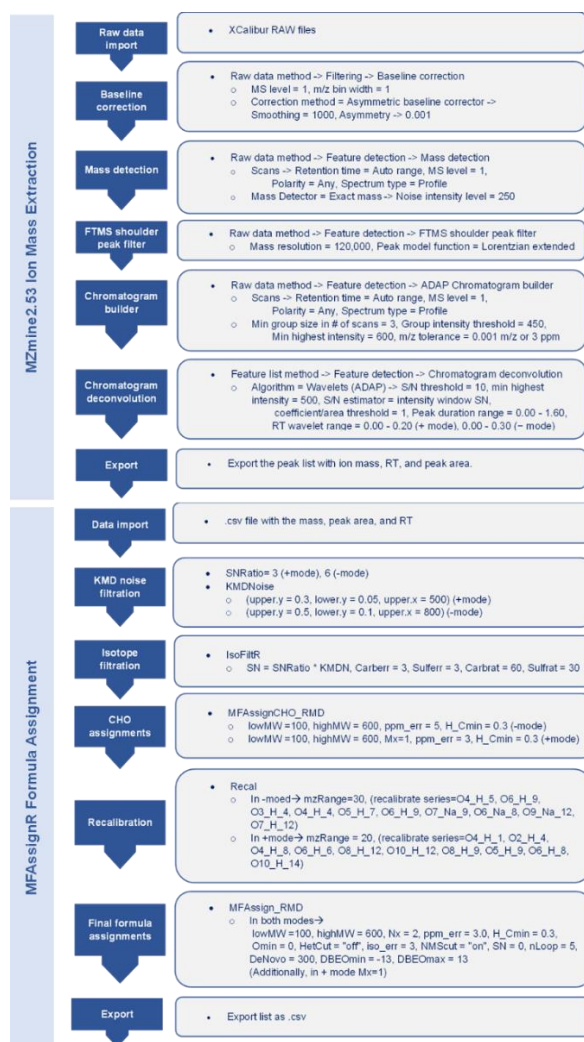 MZmine2.53 Ion Mass Extraction
Raw data
import
• XCalibur RAW files
Baseline
correction
• Raw data method -> Filtering -> Baseline correction
o MS level = 1, m/z bin width = 1
o Correction method = Asymmetric baseline corrector ->
Smoothing = 1000, Asymmetry -> 0.001
Mass detection
• Raw data method -> Feature detection -> Mass detection
o Scans -> Retention time = Auto range, MS level = 1,
Polarity = Any, Spectrum type = Profile
o Mass Detector = Exact mass -> Noise intensity level = 250
FTMS shoulder
peak filter
• Raw data method -> Feature detection -> FTMS shoulder peak filter
o Mass resolution = 120,000, Peak model function = Lorentzian extended
Chromatogram
builder
• Raw data method -> Feature detection -> ADAP Chromatogram builder
o Scans -> Retention time = Auto range, MS level = 1,
Polarity = Any, Spectrum type = Profile
o Min group size in # of scans = 3, Group intensity threshold = 450,
Min highest intensity = 600, m/z tolerance = 0.001 m/z or 3 ppm
Chromatogram
deconvolution
• Feature list method -> Feature detection -> Chromatogram deconvolution
o Algorithm = Wavelets (ADAP) -> S/N threshold = 10, min highest
intensity = 500, S/N estimator = intensity window SN,
coefficient/area threshold = 1, Peak duration range = 0.00 - 1.60,
RT wavelet range = 0.00 - 0.20 (+ mode), 0.00 - 0.30 (− mode)
Export
• Export the peak list with ion mass, RT, and peak area.
MFAssignR Formula Assignment
Data import
• .csv file with the mass, peak area, and RT
KMD noise
filtration
• SNRatio= 3 (+mode), 6 (-mode)
• KMDNoise
o (upper.y = 0.3, lower.y = 0.05, upper.x = 500) (+mode)
o (upper.y = 0.5, lower.y = 0.1, upper.x = 800) (-mode)
Isotope
filtration
• IsoFiltR
o SN = SNRatio * KMDN, Carberr = 3, Sulferr = 3, Carbrat = 60, Sulfrat = 30
CHO
assignments
• MFAssignCHO_RMD
o lowMW =100, highMW = 600, ppm_err = 5, H_Cmin = 0.3 (-mode)
o lowMW =100, highMW = 600, Mx=1, ppm_err = 3, H_Cmin = 0.3 (+mode)
Recalibration
• Recal
o In -moed→ mzRange=30, (recalibrate series=O4_H_5, O6_H_9,
O3_H_4, O4_H_4, O5_H_7, O6_H_9, O7_Na_9, O6_Na_8, O9_Na_12,
O7_H_12)
o In +mode→ mzRange = 20, (recalibrate series=O4_H_1, O2_H_4,
O4_H_8, O6_H_6, O8_H_12, O10_H_12, O8_H_9, O5_H_9, O6_H_8,
O10_H_14)
Final formula
assignments
• MFAssign_RMD
o In both modes→
lowMW =100, highMW = 600, Nx = 2, ppm_err = 3.0, H_Cmin = 0.3,
Omin = 0, HetCut = "off", iso_err = 3, NMScut = "on", SN = 0, nLoop = 5,
DeNovo = 300, DBEOmin = -13, DBEOmax = 13
(Additionally, in + mode Mx=1)
Export
• Export list as .csv